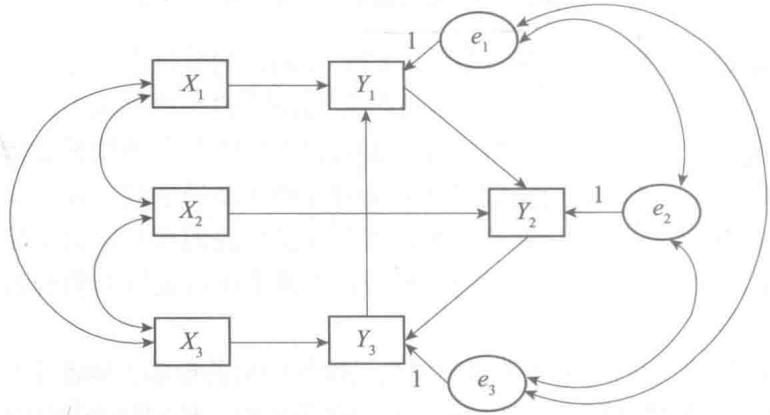 1 e₁
X₁ Y₁
X₂ Y₂ 1 e₂
X₃ Y₃
1 e₃